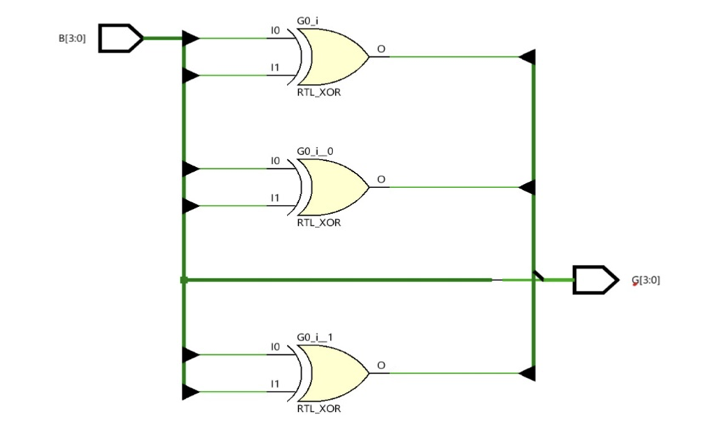 G0_i
B[3:0]
I0
O
I1
RTL_XOR
G0_i__0
I0
O
I1
RTL_XOR
G[3:0]
G0_i__1
I0
O
I1
RTL_XOR